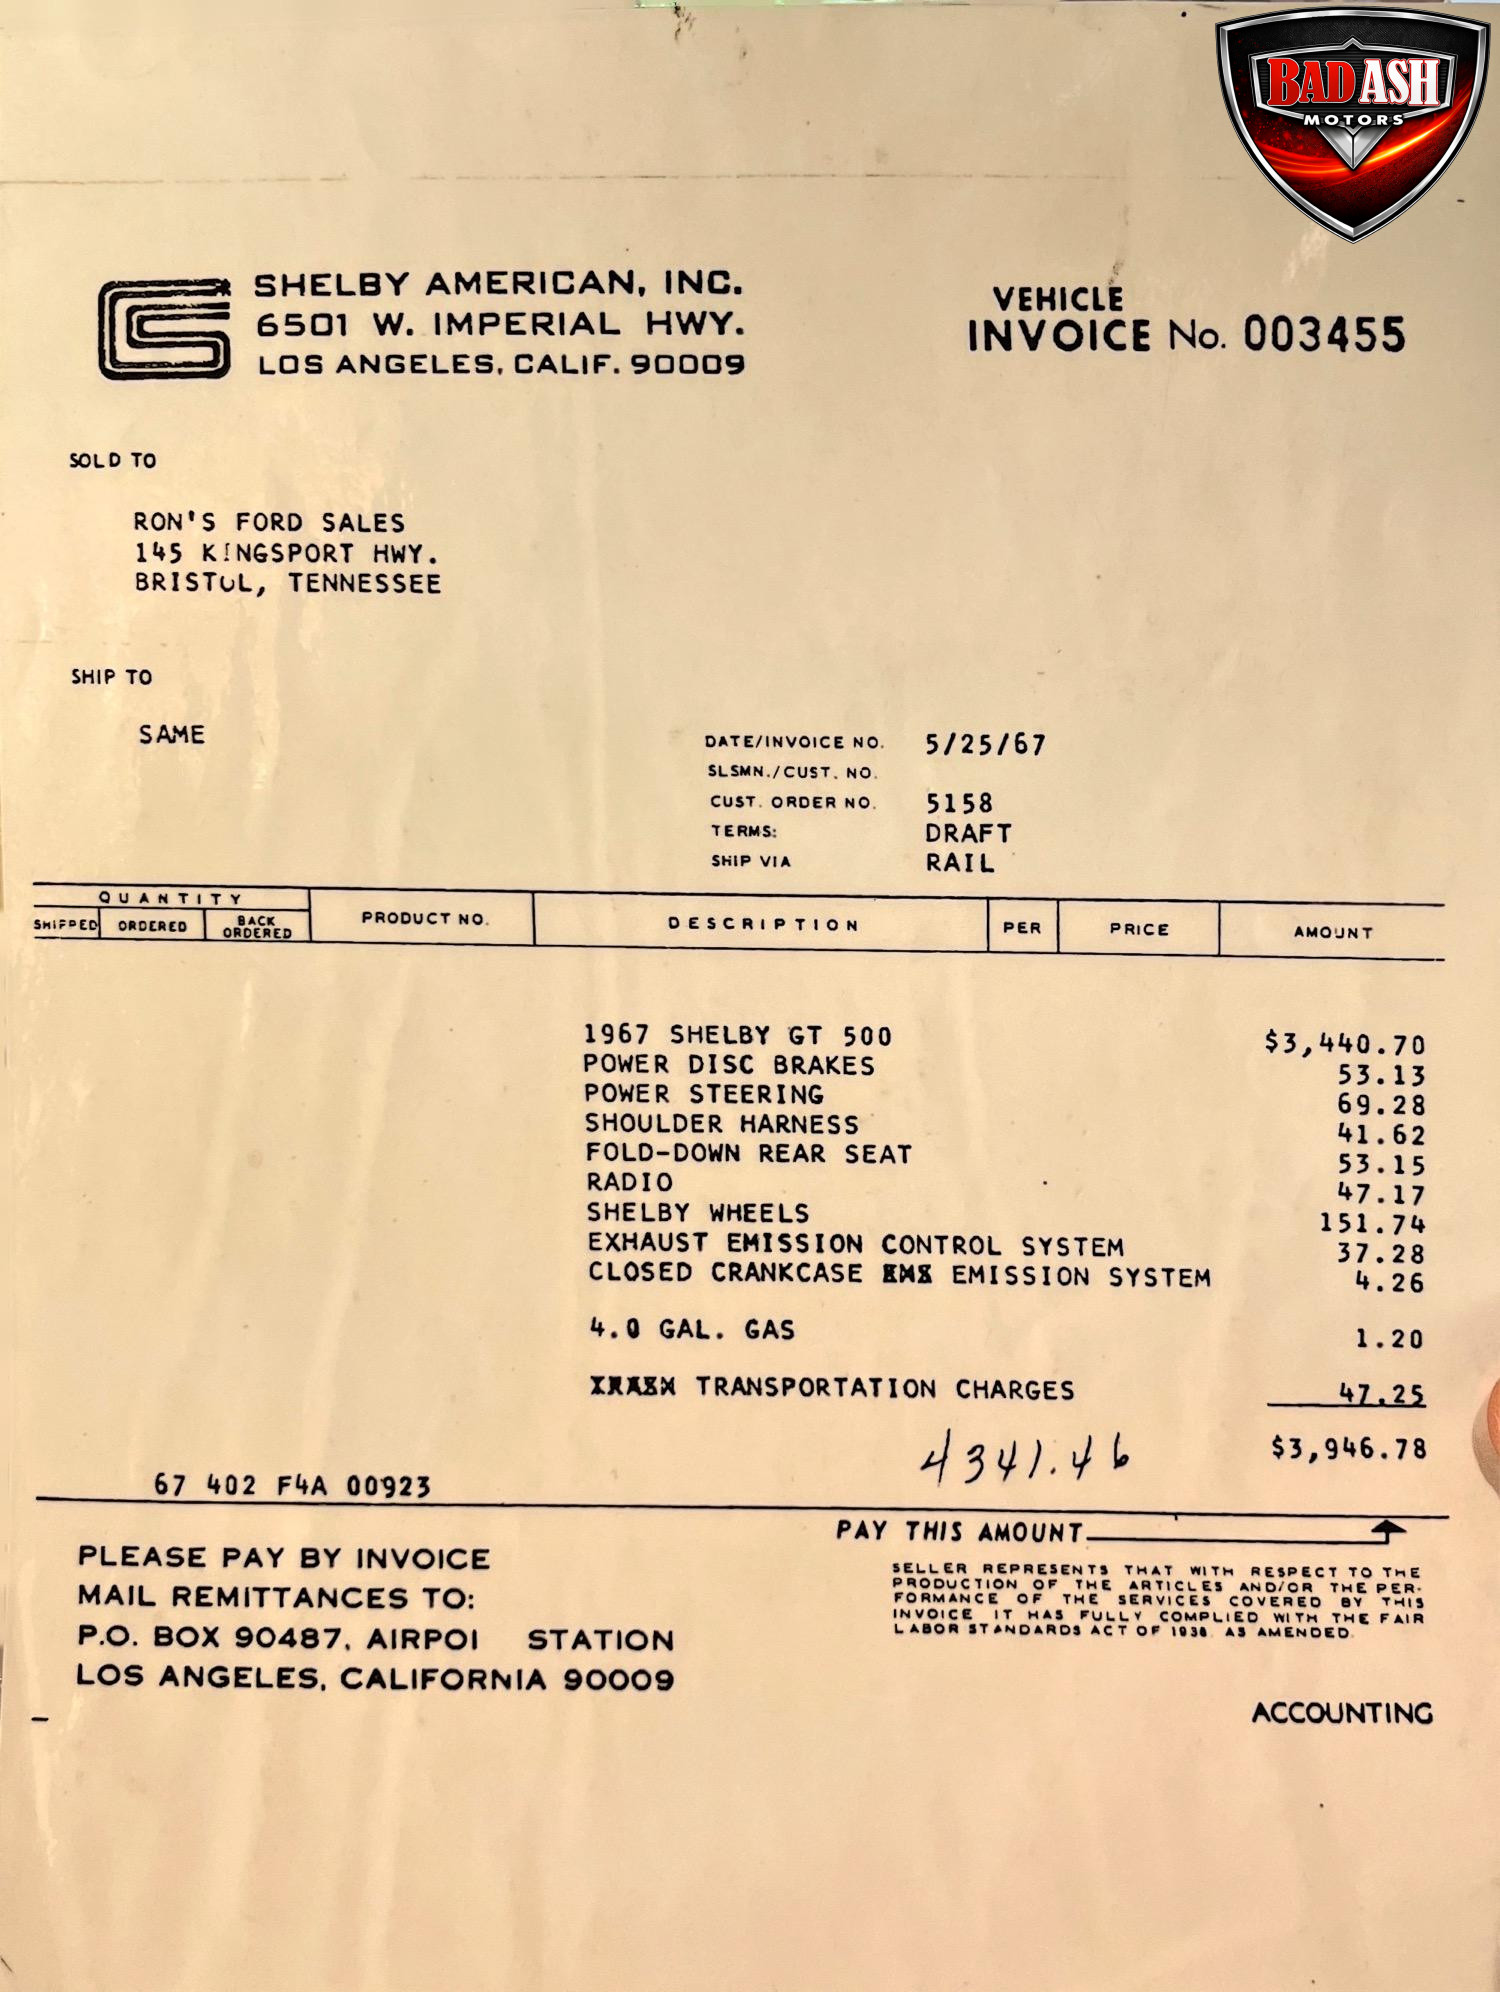 BAD ASH
MOTORS
SHELBY AMERICAN, INC.
6501 W. IMPERIAL HWY.
LOS ANGELES, CALIF. 90009
VEHICLE
INVOICE No. 003455
SOLD TO
RON'S FORD SALES
145 KINGSPORT HWY.
BRISTOL, TENNESSEE
SHIP TO
SAME
DATE/INVOICE NO. 5/25/67
SLSMN./CUST. NO.
CUST. ORDER NO. 5158
TERMS: DRAFT
SHIP VIA RAIL
QUANTITY
SHIPPED ORDERED BACK ORDERED PRODUCT NO. DESCRIPTION PER PRICE AMOUNT
1967 SHELBY GT 500 $3,440.70
POWER DISC BRAKES 53.13
POWER STEERING 69.28
SHOULDER HARNESS 41.62
FOLD-DOWN REAR SEAT 53.15
RADIO 47.17
SHELBY WHEELS 151.74
EXHAUST EMISSION CONTROL SYSTEM 37.28
CLOSED CRANKCASE EMISSION SYSTEM 4.26
4.0 GAL. GAS 1.20
TRANSPORTATION CHARGES 47.25
4341.46 $3,946.78
67 402 F4A 00923
PAY THIS AMOUNT
PLEASE PAY BY INVOICE
MAIL REMITTANCES TO:
P.O. BOX 90487, AIRPOI STATION
LOS ANGELES, CALIFORNIA 90009
SELLER REPRESENTS THAT WITH RESPECT TO THE
PRODUCTION OF THE ARTICLES AND/OR THE PER-
FORMANCE OF THE SERVICES COVERED BY THIS
INVOICE IT HAS FULLY COMPLIED WITH THE FAIR
LABOR STANDARDS ACT OF 1938 AS AMENDED.
ACCOUNTING